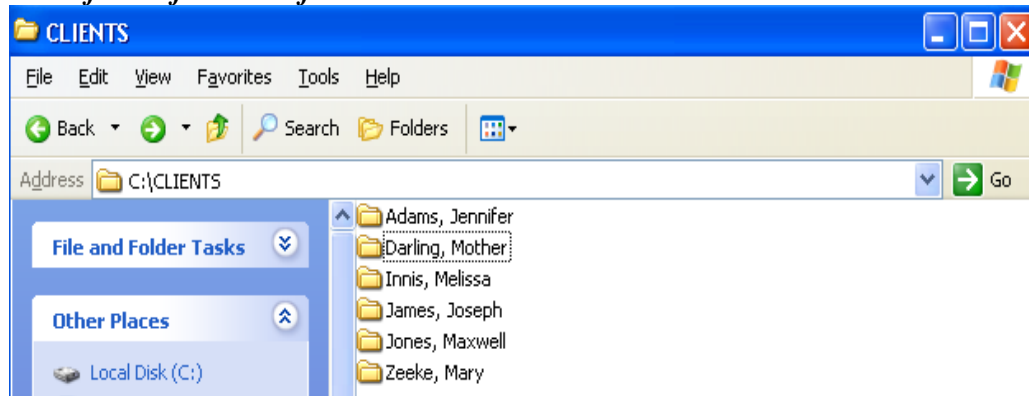 CLIENTS
File Edit View Favorites Tools Help
Back Search Folders
Address C:\CLIENTS Go
File and Folder Tasks
Other Places
Local Disk (C:)
Adams, Jennifer
Darling, Mother
Innis, Melissa
James, Joseph
Jones, Maxwell
Zeeke, Mary